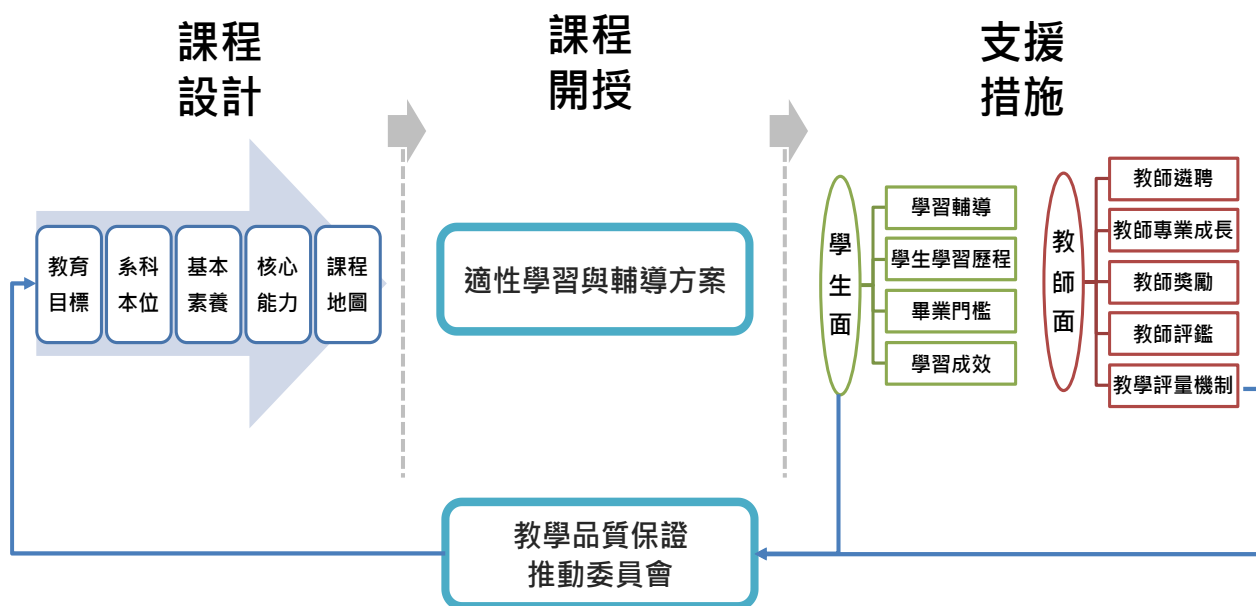 課程
設計
課程
開授
支援
措施
教育
目標
系科
本位
基本
素養
核心
能力
課程
地圖
適性學習與輔導方案
學
生
面
學習輔導
學生學習歷程
畢業門檻
學習成效
教
師
面
教師遴聘
教師專業成長
教師獎勵
教師評鑑
教學評量機制
教學品質保證
推動委員會